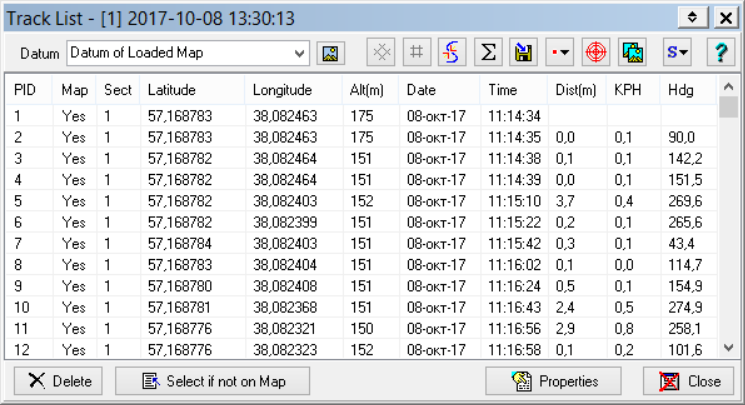 Track List - [1] 2017-10-08 13:30:13
Datum Datum of Loaded Map S ?
PID Map Sect Latitude Longitude Alt(m) Date Time Dist(m) KPH Hdg
1 Yes 1 57,168783 38,082463 175 08-окт-17 11:14:34
2 Yes 1 57,168783 38,082463 175 08-окт-17 11:14:35 0,0 0,1 90,0
3 Yes 1 57,168782 38,082464 151 08-окт-17 11:14:38 0,1 0,1 142,2
4 Yes 1 57,168782 38,082464 151 08-окт-17 11:14:39 0,0 0,1 151,5
5 Yes 1 57,168782 38,082403 152 08-окт-17 11:15:10 3,7 0,4 269,6
6 Yes 1 57,168782 38,082399 151 08-окт-17 11:15:22 0,2 0,1 265,6
7 Yes 1 57,168784 38,082403 151 08-окт-17 11:15:42 0,3 0,1 43,4
8 Yes 1 57,168783 38,082404 151 08-окт-17 11:16:02 0,1 0,0 114,7
9 Yes 1 57,168780 38,082408 151 08-окт-17 11:16:24 0,5 0,1 154,9
10 Yes 1 57,168781 38,082368 151 08-окт-17 11:16:43 2,4 0,5 274,9
11 Yes 1 57,168776 38,082321 150 08-окт-17 11:16:56 2,9 0,8 258,1
12 Yes 1 57,168776 38,082323 152 08-окт-17 11:16:58 0,1 0,2 101,6
Delete Select if not on Map Properties Close